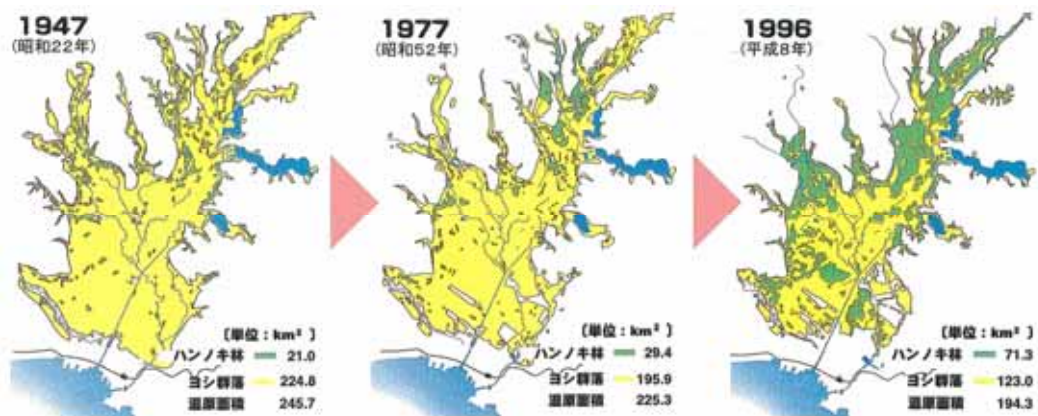 1947
(昭和22年)
〔単位：km²〕
ハンノキ林 21.0
ヨシ群落 224.8
湿原面積 245.7
1977
(昭和52年)
〔単位：km²〕
ハンノキ林 29.4
ヨシ群落 195.9
湿原面積 225.3
1996
(平成8年)
〔単位：km²〕
ハンノキ林 71.3
ヨシ群落 123.0
湿原面積 194.3